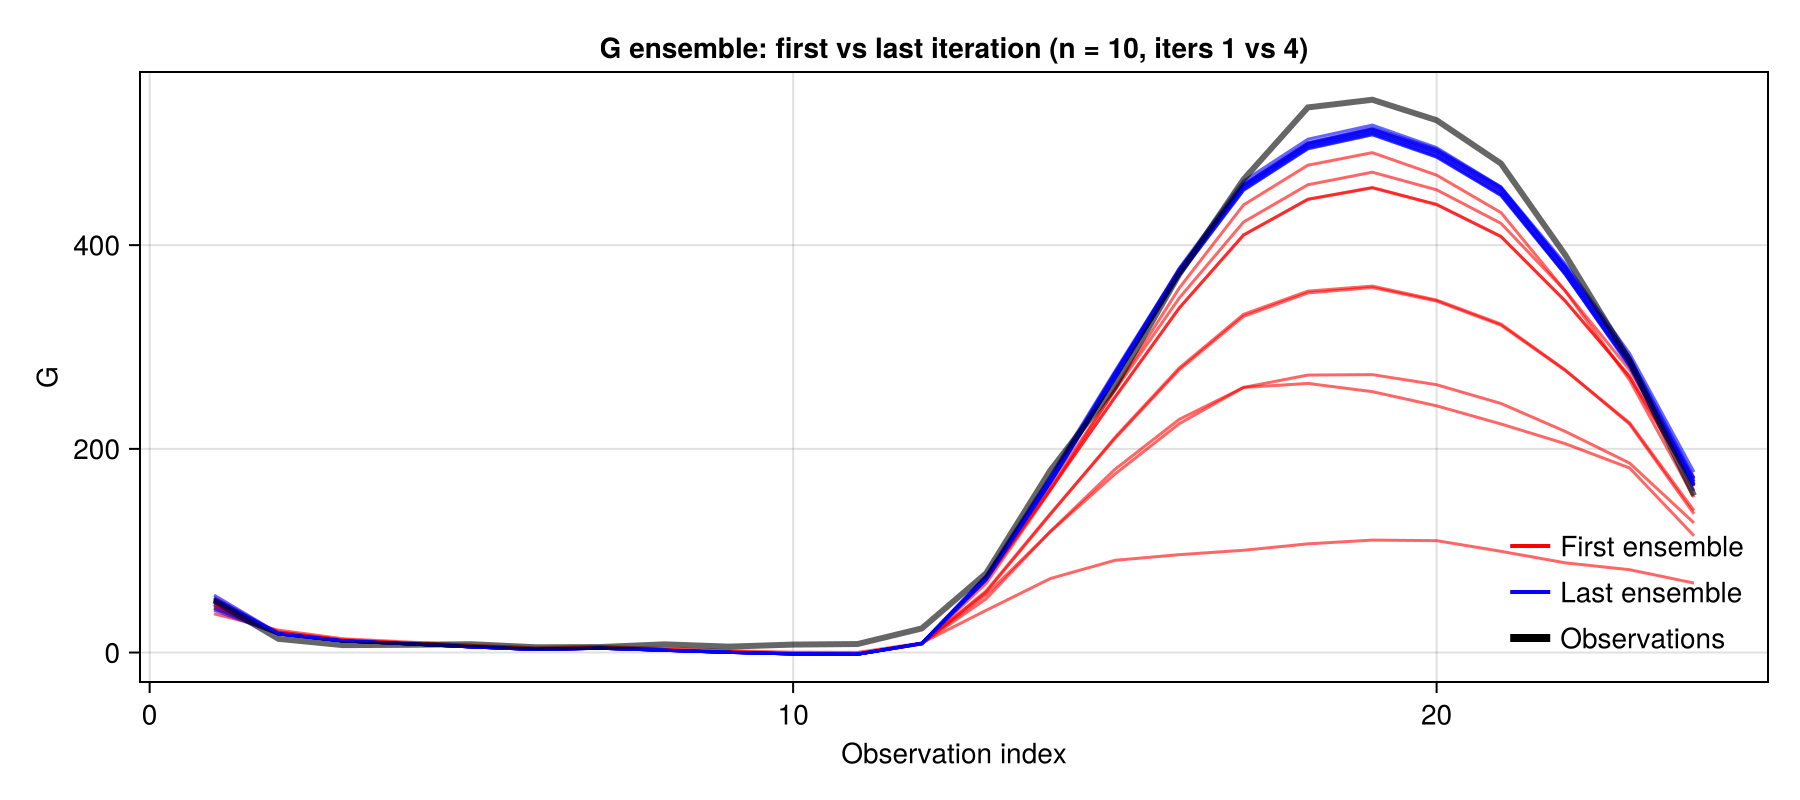 G ensemble: first vs last iteration (n = 10, iters 1 vs 4)
G
400
200
0
0
10
20
Observation index
First ensemble
Last ensemble
Observations